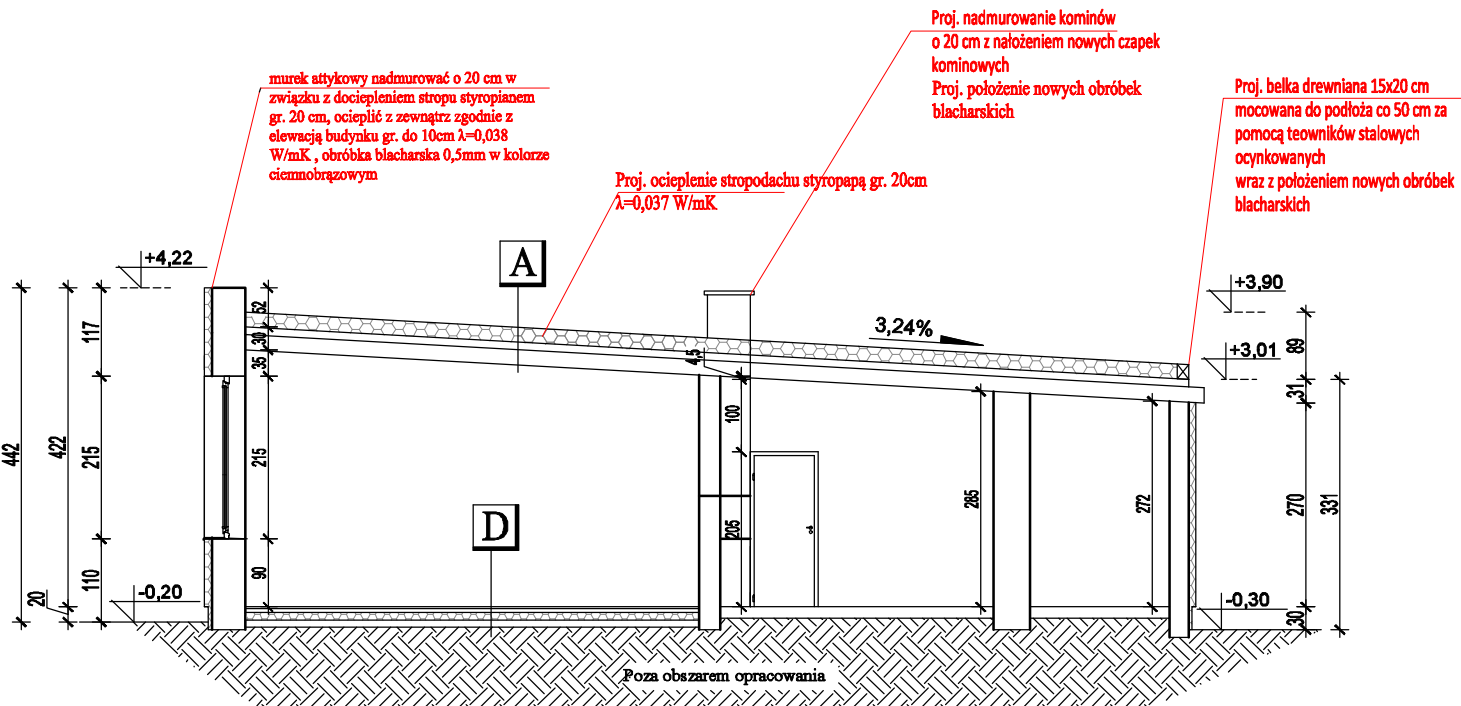 Proj. nadmurowanie kominów
o 20 cm z nałożeniem nowych czapek
kominowych
Proj. położenie nowych obróbek
blacharskich
murek attykowy nadmurować o 20 cm w
związku z dociepleniem stropu styropianem
gr. 20 cm, ocieplić z zewnątrz zgodnie z
elewacją budynku gr. do 10cm λ=0,038
W/mK , obróbka blacharska 0,5mm w kolorze
ciemnobrązowym
Proj. belka drewniana 15x20 cm
mocowana do podłoża co 50 cm za
pomocą teowników stalowych
ocynkowanych
wraz z położeniem nowych obróbek
blacharskich
Proj. ocieplenie stropodachu styropapą gr. 20cm
λ=0,037 W/mK
+4,22
A
+3,90
3,24%
+3,01
442
422
20
117
215
110
52
30
35
215
90
4,5
100
205
285
272
89
31
270
30
331
D
-0,20
-0,30
Poza obszarem opracowania